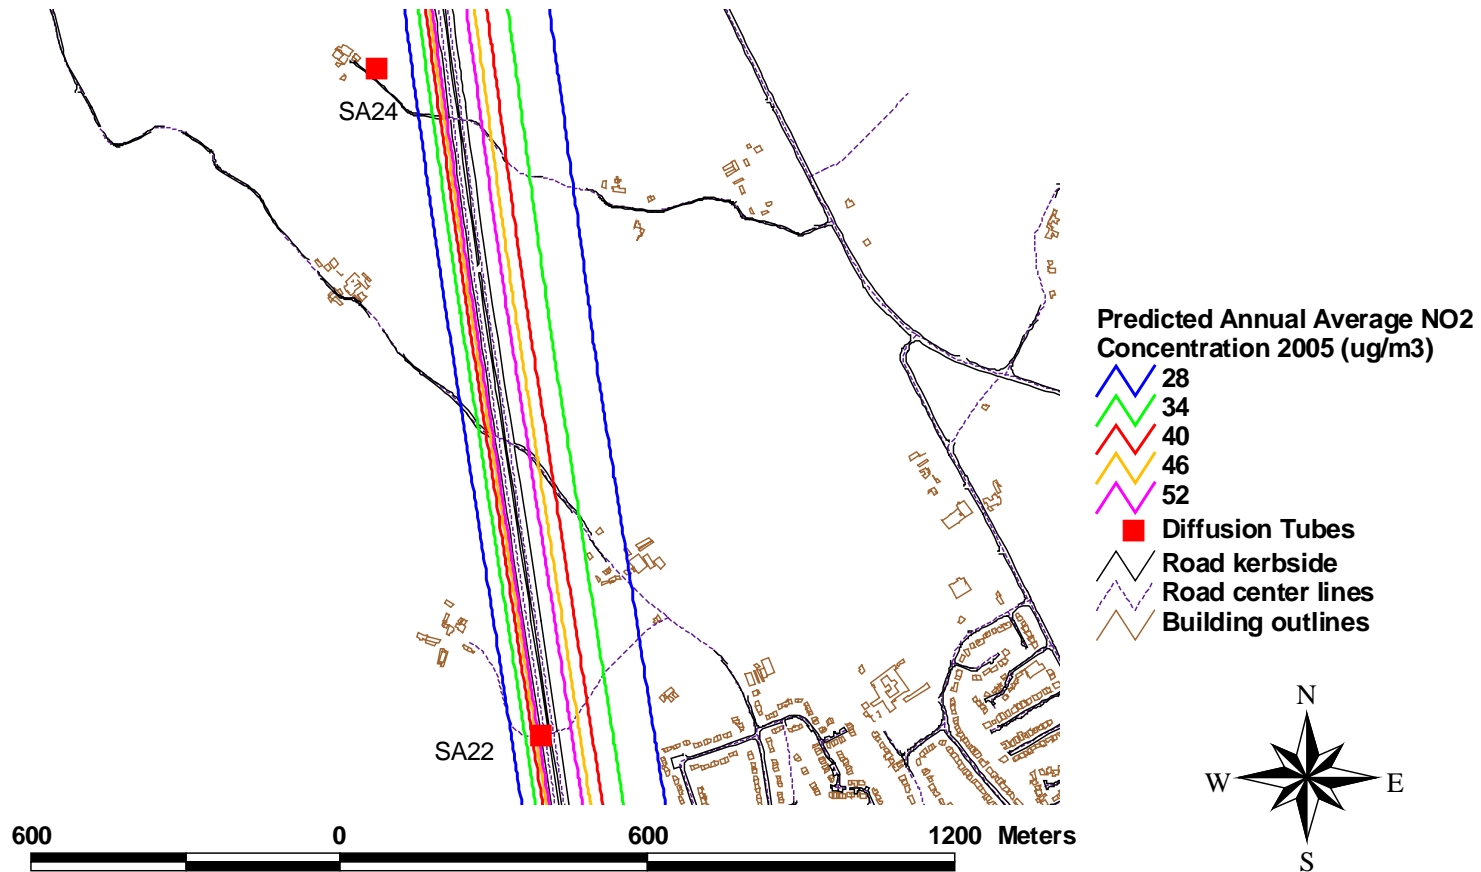 SA24
SA22
Predicted Annual Average NO2
Concentration 2005 (ug/m3)
28
34
40
46
52
Diffusion Tubes
Road kerbside
Road center lines
Building outlines
N
W E
S
600 0 600 1200 Meters